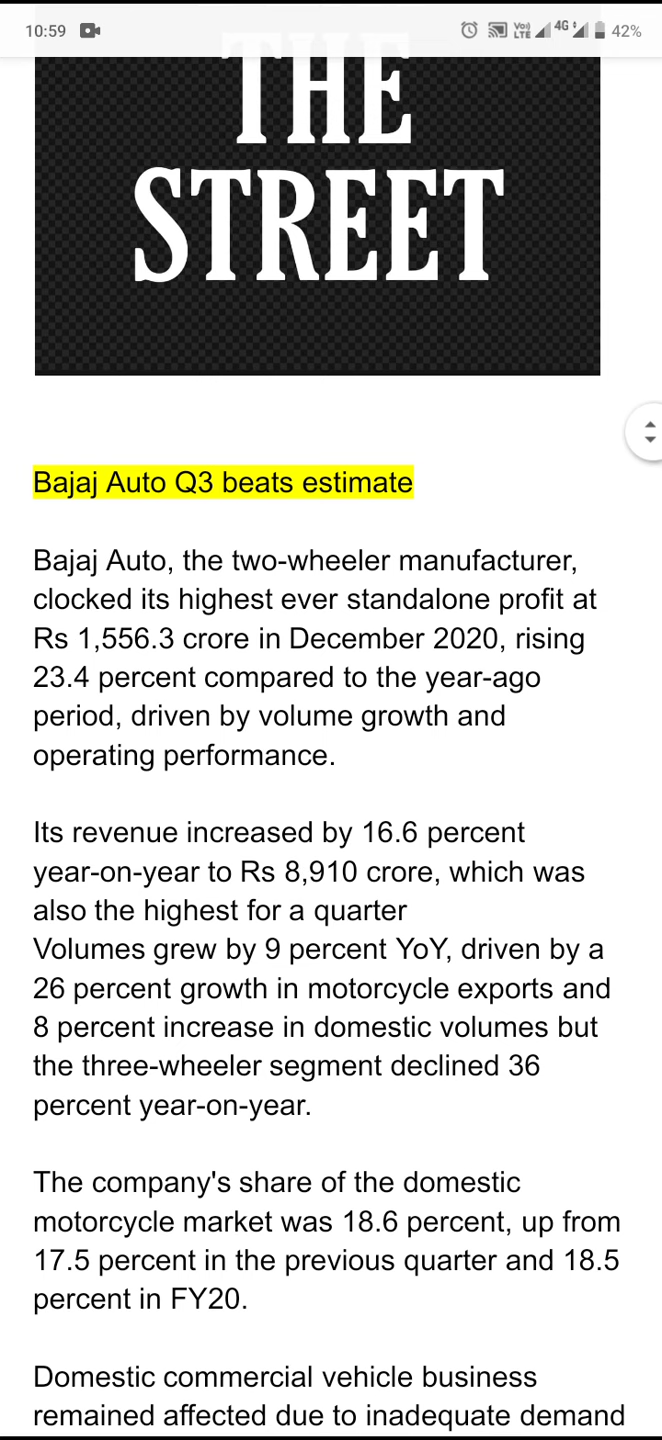 10:59
Vo)) LTE
4G
42%
THE
STREET
Bajaj Auto Q3 beats estimate
Bajaj Auto, the two-wheeler manufacturer,
clocked its highest ever standalone profit at
Rs 1,556.3 crore in December 2020, rising
23.4 percent compared to the year-ago
period, driven by volume growth and
operating performance.
Its revenue increased by 16.6 percent
year-on-year to Rs 8,910 crore, which was
also the highest for a quarter
Volumes grew by 9 percent YoY, driven by a
26 percent growth in motorcycle exports and
8 percent increase in domestic volumes but
the three-wheeler segment declined 36
percent year-on-year.
The company's share of the domestic
motorcycle market was 18.6 percent, up from
17.5 percent in the previous quarter and 18.5
percent in FY20.
Domestic commercial vehicle business
remained affected due to inadequate demand